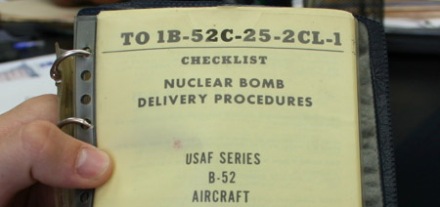 TO 1B-52C-25-2CL-1
CHECKLIST
NUCLEAR BOMB
DELIVERY PROCEDURES
USAF SERIES
B-52
AIRCRAFT